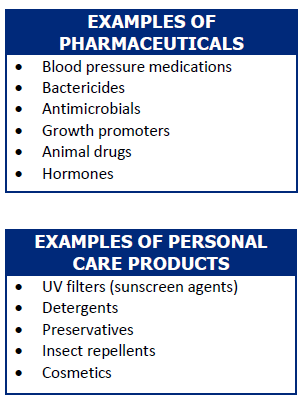 EXAMPLES OF
PHARMACEUTICALS
• Blood pressure medications
• Bactericides
• Antimicrobials
• Growth promoters
• Animal drugs
• Hormones
EXAMPLES OF PERSONAL
CARE PRODUCTS
• UV filters (sunscreen agents)
• Detergents
• Preservatives
• Insect repellents
• Cosmetics